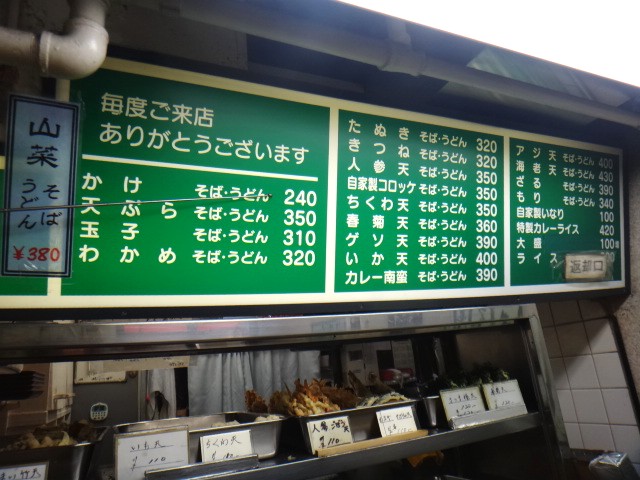 山菜
そば
うどん
¥380
毎度ご来店
ありがとうございます
かけ そば・うどん 240
天ぷら そば・うどん 350
玉子 そば・うどん 310
わかめ そば・うどん 320
たぬき そば・うどん 320
きつね そば・うどん 320
人参天 そば・うどん 350
自家製コロッケ そば・うどん 350
ちくわ天 そば・うどん 350
春菊天 そば・うどん 360
ゲソ天 そば・うどん 390
いか天 そば・うどん 400
カレー南蛮 そば・うどん 390
アジ天 そば・うどん 400
海老天 そば・うどん 430
ざる そば・うどん 390
もり そば・うどん 340
自家製いなり 100
特製カレーライス 420
大盛 100増
ライス
返却口
¥110